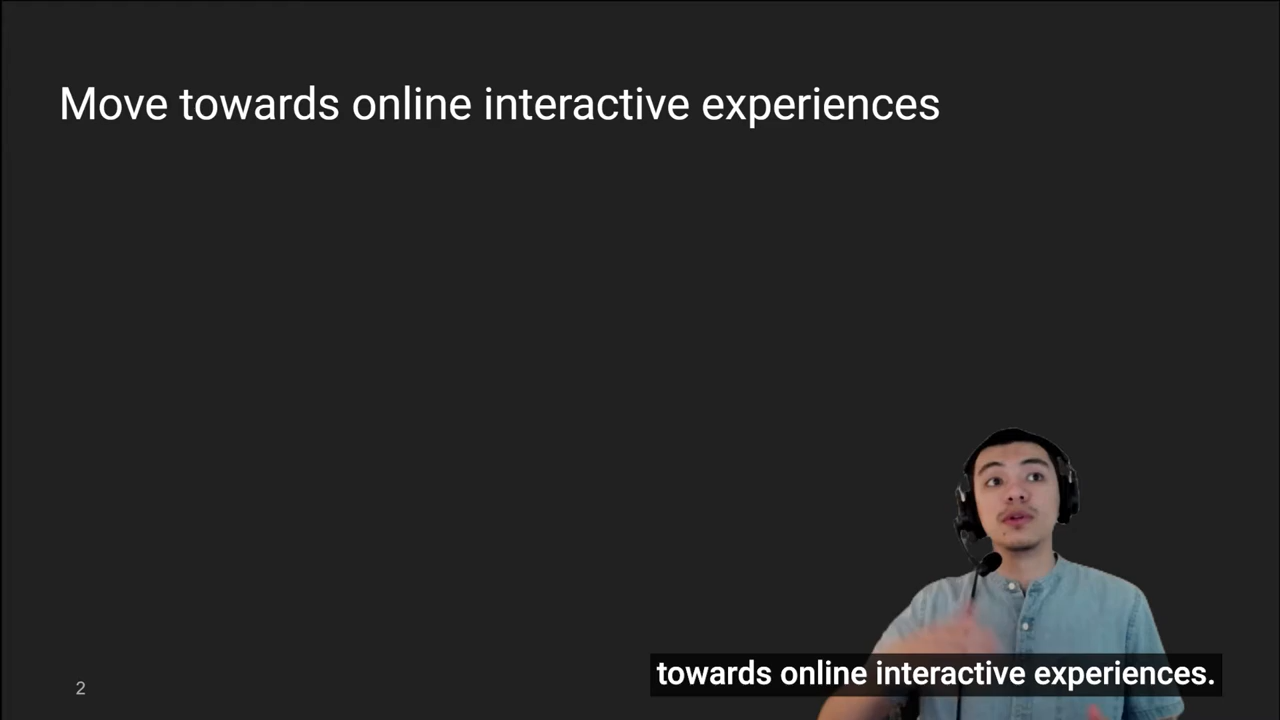 Move towards online interactive experiences
towards online interactive experiences.
2